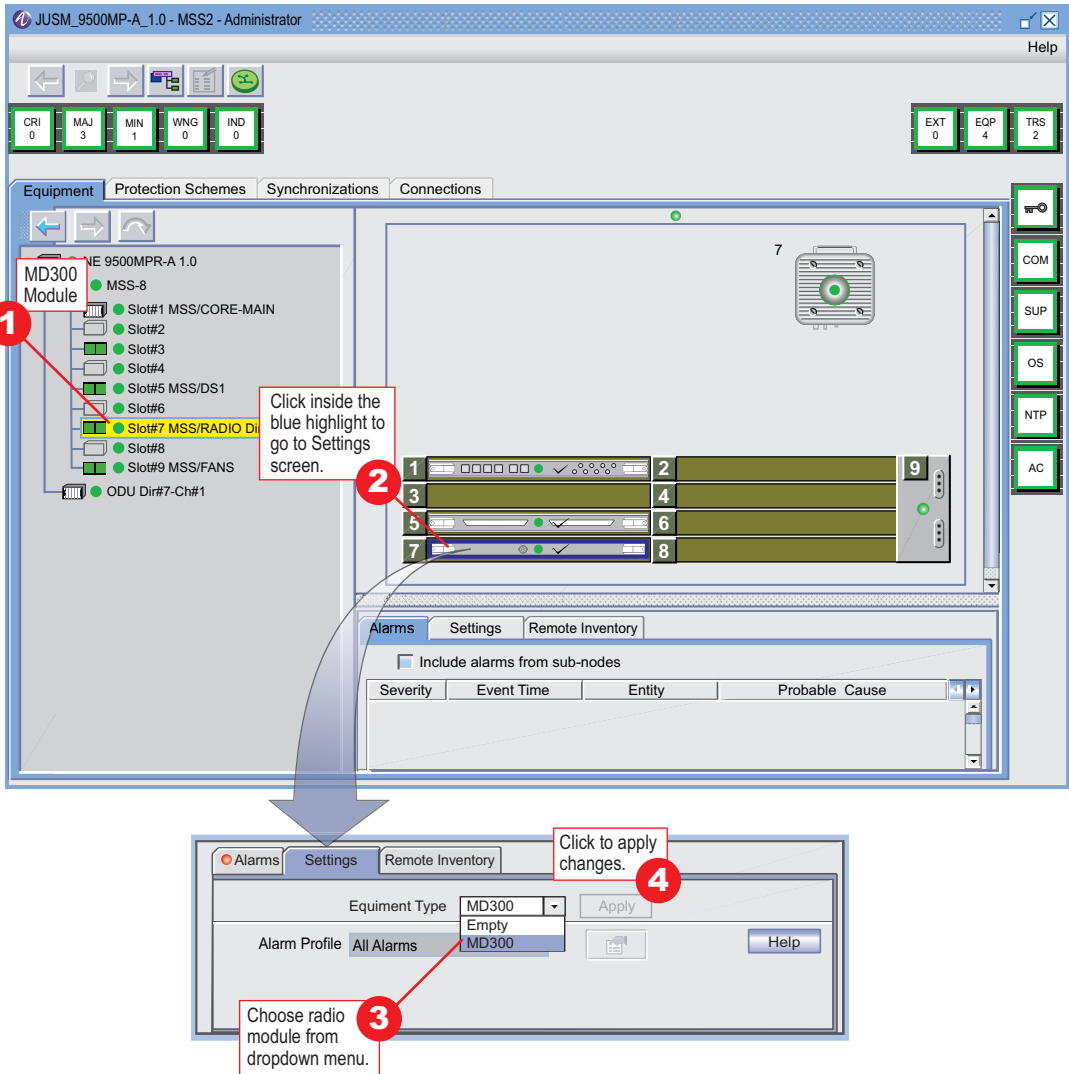 JUSM_9500MP-A_1.0 - MSS2 - Administrator
Help
CRI
0
MAJ
3
MIN
1
WNG
0
IND
0
EXT
0
EQP
4
TRS
2
Equipment
Protection Schemes
Synchronizations
Connections
NE 9500MPR-A 1.0
MD300
Module
MSS-8
1
Slot#1 MSS/CORE-MAIN
Slot#2
Slot#3
Slot#4
Slot#5 MSS/DS1
Slot#6
Slot#7 MSS/RADIO Di
Slot#8
Slot#9 MSS/FANS
ODU Dir#7-Ch#1
Click inside the
blue highlight to
go to Settings
screen.
2
7
1
2
3
4
5
6
7
8
9
COM
SUP
OS
NTP
AC
Alarms
Settings
Remote Inventory
Include alarms from sub-nodes
Severity
Event Time
Entity
Probable Cause
Alarms
Settings
Remote Inventory
Click to apply
changes.
4
Equiment Type
MD300
Apply
Empty
MD300
Alarm Profile
All Alarms
Help
Choose radio
module from
dropdown menu.
3